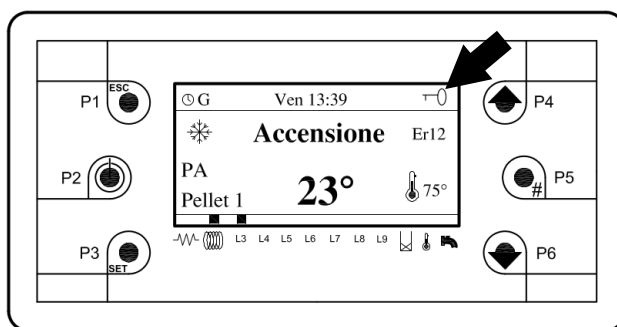 ESC
P1
P2
P3
SET
G
Ven 13:39
Accensione
Er12
PA
Pellet 1
23°
75°
L3 L4 L5 L6 L7 L8 L9
P4
P5
#
P6